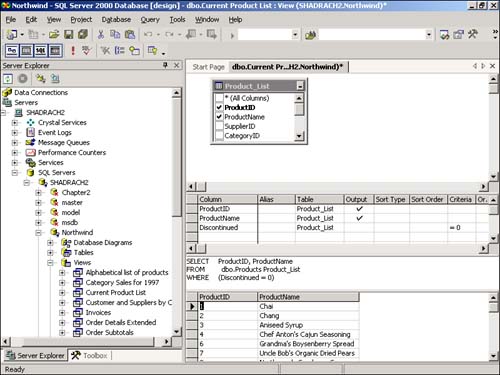 Northwind - SQL Server 2000 Database [design] - dbo.Current Product List : View (SHADRACH2.Northwind)*
File Edit View Project Database Query Tools Window Help
Server Explorer
Data Connections
Servers
SHADRACH2
Crystal Services
Event Logs
Message Queues
Performance Counters
Services
SQL Servers
SHADRACH2
Chapter2
master
model
msdb
Northwind
Database Diagrams
Tables
Views
Alphabetical list of products
Category Sales for 1997
Current Product List
Customer and Suppliers by C
Invoices
Order Details Extended
Order Subtotals
Server Explorer Toolbox
Start Page dbo.Current Pr...H2.Northwind)*
Product_List
* (All Columns)
ProductID
ProductName
SupplierID
CategoryID
Column Alias Table Output Sort Type Sort Order Criteria Or...
ProductID Product_List
ProductName Product_List
Discontinued Product_List = 0
SELECT ProductID, ProductName
FROM dbo.Products Product_List
WHERE (Discontinued = 0)
ProductID ProductName
1 Chai
2 Chang
3 Aniseed Syrup
4 Chef Anton's Cajun Seasoning
6 Grandma's Boysenberry Spread
7 Uncle Bob's Organic Dried Pears
Ready